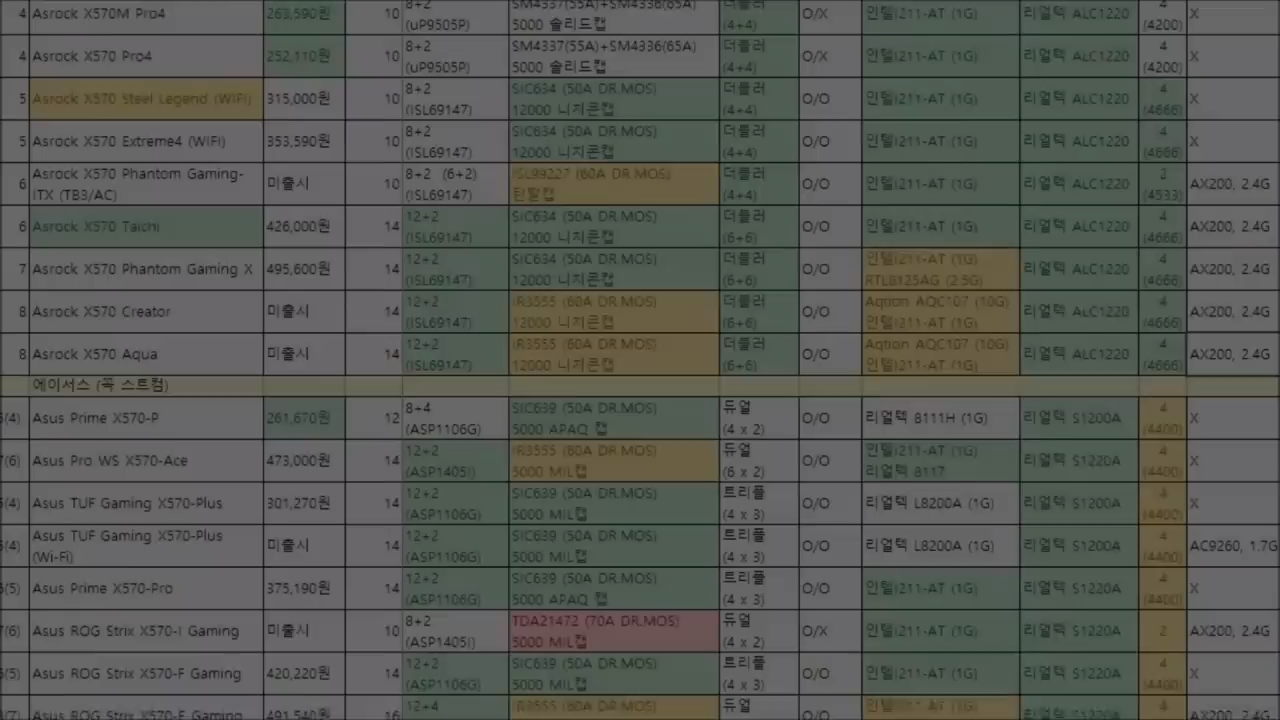 4 Asrock X570M Pro4 263,590원 10 8+2 (uP9505P) SM4337(55A)+SM4336(65A) 5000 솔리드캡 더블러 (4+4) O/X 인텔i211-AT (1G) 리얼텍 ALC1220 4 (4200) X
4 Asrock X570 Pro4 252,110원 10 8+2 (uP9505P) SM4337(55A)+SM4336(65A) 5000 솔리드캡 더블러 (4+4) O/X 인텔i211-AT (1G) 리얼텍 ALC1220 4 (4200) X
5 Asrock X570 Steel Legend (WIFI) 315,000원 10 8+2 (ISL69147) SIC634 (50A DR.MOS) 12000 니치콘캡 더블러 (4+4) O/O 인텔i211-AT (1G) 리얼텍 ALC1220 4 (4666) X
5 Asrock X570 Extreme4 (WIFI) 353,590원 10 8+2 (ISL69147) SIC634 (50A DR.MOS) 12000 니치콘캡 더블러 (4+4) O/O 인텔i211-AT (1G) 리얼텍 ALC1220 4 (4666) X
6 Asrock X570 Phantom Gaming-ITX (TB3/AC) 미출시 10 8+2 (6+2) (ISL69147) ISL99227 (60A DR.MOS) 탄탈캡 더블러 (4+4) O/O 인텔i211-AT (1G) 리얼텍 ALC1220 2 (4533) AX200, 2.4G
6 Asrock X570 Taichi 426,000원 14 12+2 (ISL69147) SIC634 (50A DR.MOS) 12000 니치콘캡 더블러 (6+6) O/O 인텔i211-AT (1G) 리얼텍 ALC1220 4 (4666) AX200, 2.4G
7 Asrock X570 Phantom Gaming X 495,600원 14 12+2 (ISL69147) SIC634 (50A DR.MOS) 12000 니치콘캡 더블러 (6+6) O/O 인텔i211-AT (1G) RTL8125AG (2.5G) 리얼텍 ALC1220 4 (4666) AX200, 2.4G
8 Asrock X570 Creator 미출시 14 12+2 (ISL69147) IR3555 (60A DR.MOS) 12000 니치콘캡 더블러 (6+6) O/O Aqtion AQC107 (10G) 인텔i211-AT (1G) 리얼텍 ALC1220 4 (4666) AX200, 2.4G
8 Asrock X570 Aqua 미출시 14 12+2 (ISL69147) IR3555 (60A DR.MOS) 12000 니치콘캡 더블러 (6+6) O/O Aqtion AQC107 (10G) 인텔i211-AT (1G) 리얼텍 ALC1220 4 (4666) AX200, 2.4G
에이서스 (꼭 스트컴)
(4) Asus Prime X570-P 261,670원 12 8+4 (ASP1106G) SIC639 (50A DR.MOS) 5000 APAQ 캡 듀얼 (4 x 2) O/O 리얼텍 8111H (1G) 리얼텍 S1200A 4 (4400) X
(6) Asus Pro WS X570-Ace 473,000원 14 12+2 (ASP1405I) IR3555 (60A DR.MOS) 5000 MIL캡 듀얼 (6 x 2) O/O 인텔i211-AT (1G) 리얼텍 8117 리얼텍 S1220A 4 (4400) X
(4) Asus TUF Gaming X570-Plus 301,270원 14 12+2 (ASP1106G) SIC639 (50A DR.MOS) 5000 MIL캡 트리플 (4 x 3) O/O 리얼텍 L8200A (1G) 리얼텍 S1200A 4 (4400) X
(4) Asus TUF Gaming X570-Plus (Wi-Fi) 미출시 14 12+2 (ASP1106G) SIC639 (50A DR.MOS) 5000 MIL캡 트리플 (4 x 3) O/O 리얼텍 L8200A (1G) 리얼텍 S1200A 4 (4400) AC9260, 1.7G
(5) Asus Prime X570-Pro 375,190원 14 12+2 (ASP1106G) SIC639 (50A DR.MOS) 5000 APAQ 캡 트리플 (4 x 3) O/O 인텔i211-AT (1G) 리얼텍 S1220A 4 (4400) X
(6) Asus ROG Strix X570-I Gaming 미출시 10 8+2 (ASP1405I) TDA21472 (70A DR.MOS) 5000 MIL캡 듀얼 (4 x 2) O/X 인텔i211-AT (1G) 리얼텍 S1220A 2 AX200, 2.4G
(5) Asus ROG Strix X570-F Gaming 420,220원 14 12+2 (ASP1106G) SIC639 (50A DR.MOS) 5000 MIL캡 트리플 (4 x 3) O/O 인텔i211-AT (1G) 리얼텍 S1220A 4 (4400) X
(7) Asus ROG Strix X570-E Gaming 491,540원 16 12+4 IR3555 (60A DR.MOS) 듀얼 O/O 인텔i211-AT (1G) 리얼텍 S1220A 4 AX200, 2.4G